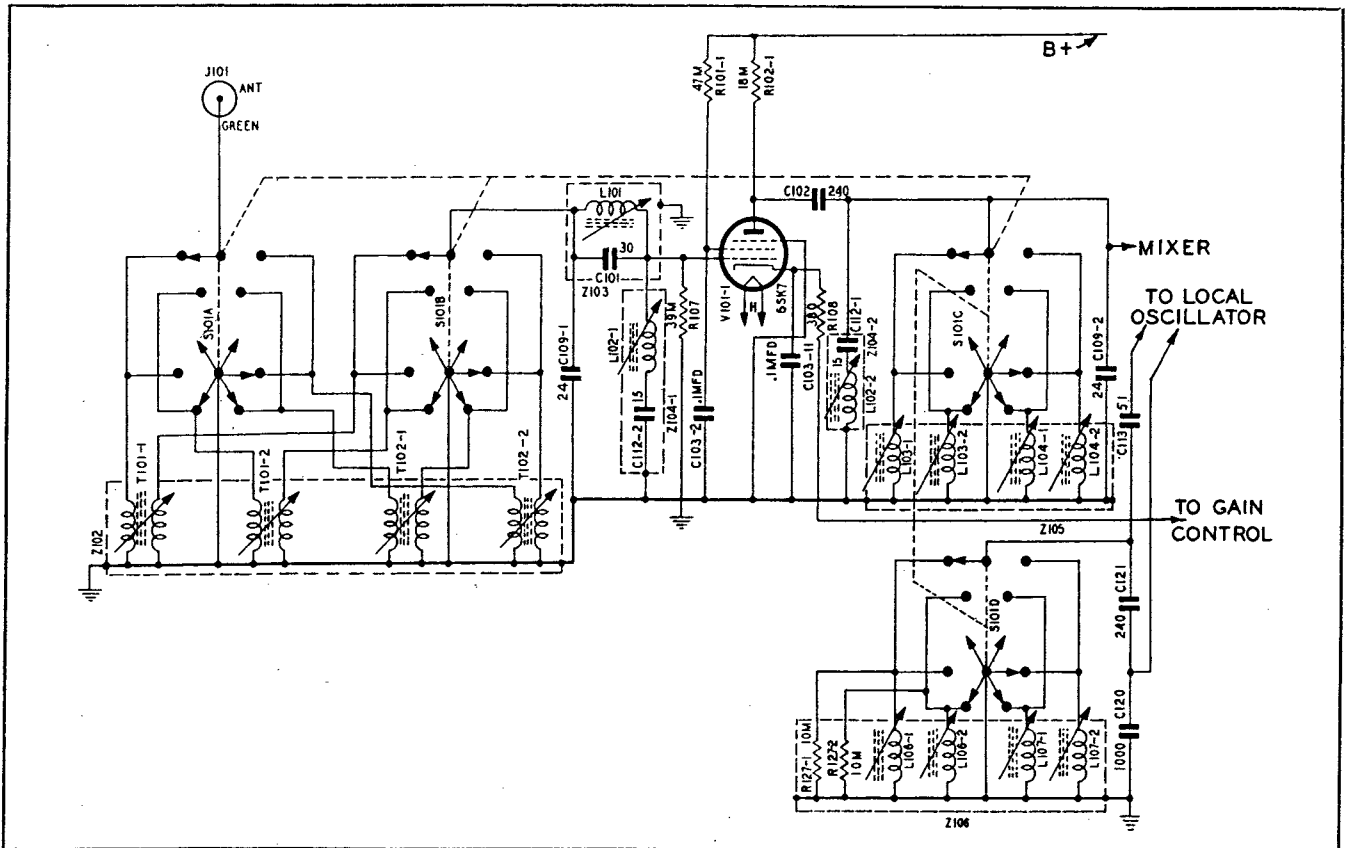 B+
J101
ANT
GREEN
47M
R101-1
18M
R102-1
L101
30
C101
Z103
C102
240
MIXER
TO LOCAL
OSCILLATOR
S101A
S101B
S101C
24
C109-1
L102-1
39M
R107
V101-1
H
6SK7
380
R108
.1MFD
C103-11
15
C112-1
Z104-2
L102-2
24
C109-2
C113
51
15
C112-2
Z104-1
C103-2
.1MFD
T101-1
T101-2
T102-1
T102-2
Z102
L103-1
L103-2
L104-1
L104-2
Z105
TO GAIN
CONTROL
S101D
240
C121
1000
C120
R127-1
10M
R127-2
10M
L106-1
L106-2
L107-1
L107-2
Z106